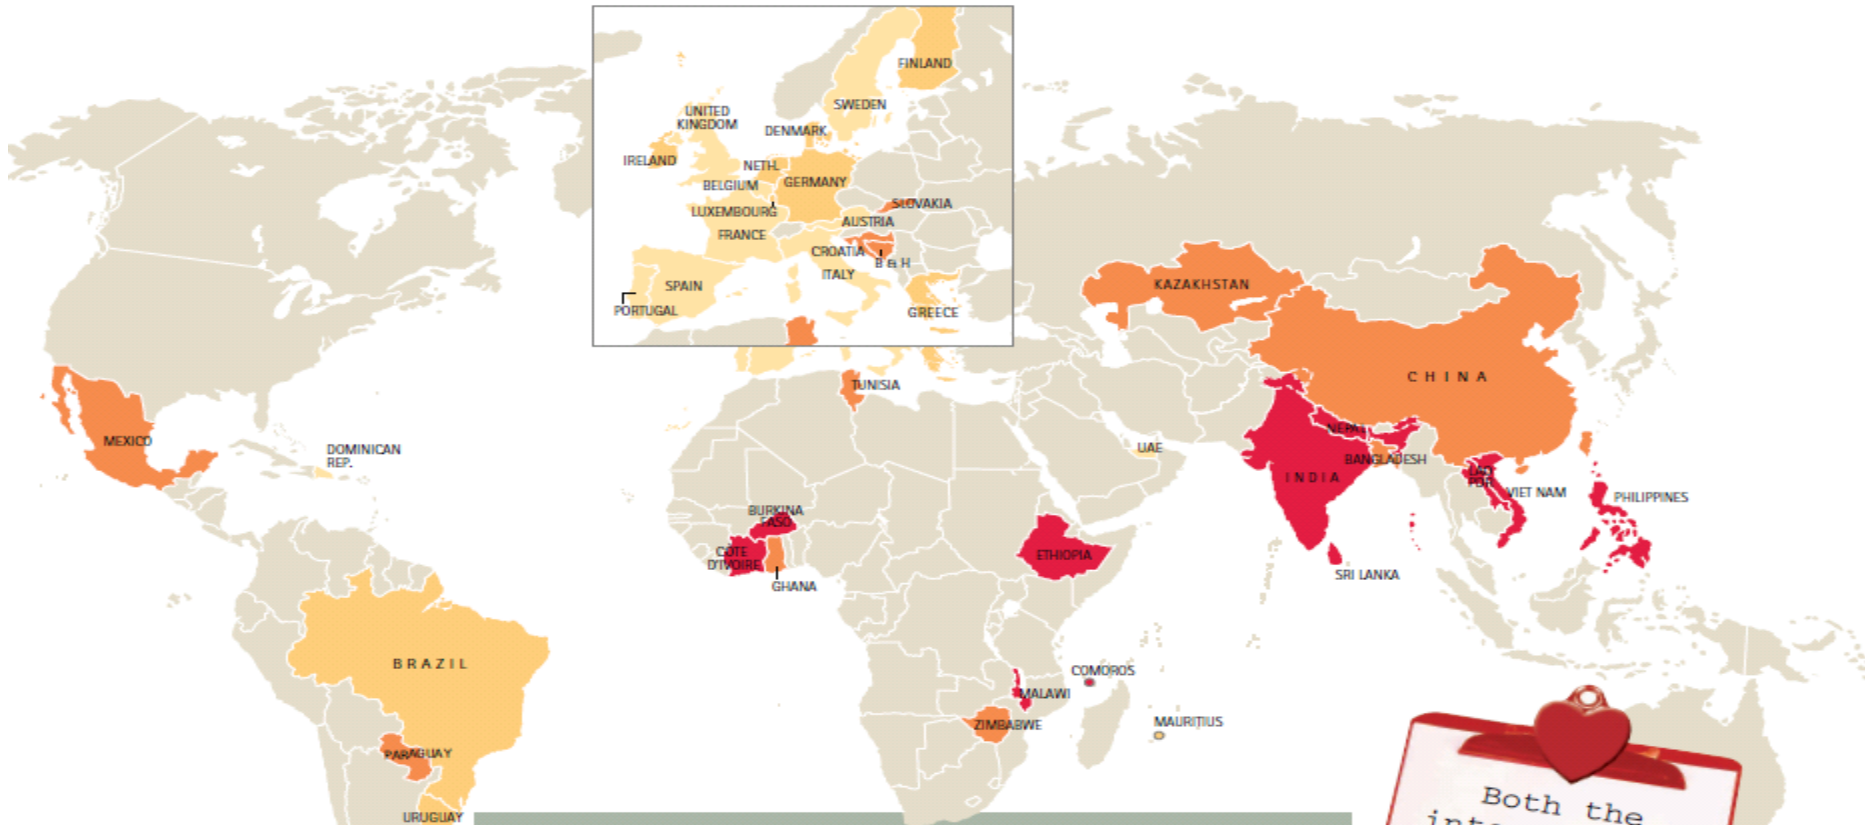 FINLAND
SWEDEN
UNITED
KINGDOM
DENMARK
IRELAND
NETH.
BELGIUM
GERMANY
LUXEMBOURG
SLOVAKIA
AUSTRIA
FRANCE
CROATIA
B & H
ITALY
SPAIN
PORTUGAL
GREECE
KAZAKHSTAN
CHINA
TUNISIA
MEXICO
DOMINICAN
REP.
UAE
NEPAL
BANGLADESH
INDIA
LAO
PDR
VIET NAM
PHILIPPINES
BURKINA
FASO
COTE
D'IVOIRE
GHANA
ETHIOPIA
SRI LANKA
BRAZIL
COMOROS
MALAWI
ZIMBABWE
MAURITIUS
PARAGUAY
URUGUAY
Both the